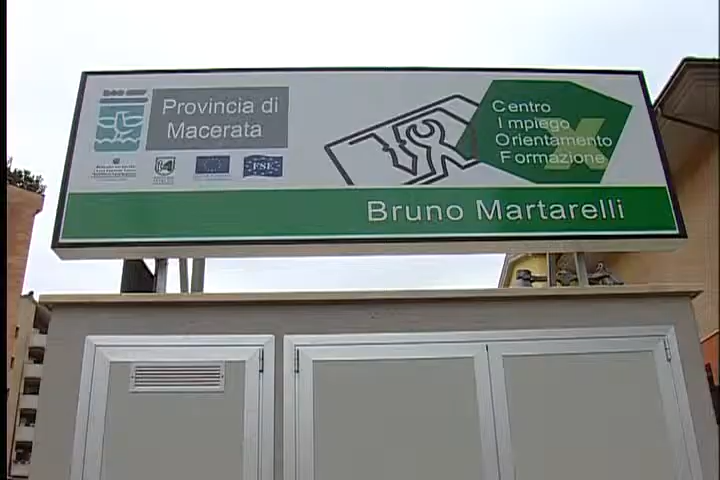 Provincia di
Macerata
FSE
Centro
Impiego
Orientamento
Formazione
Bruno Martarelli